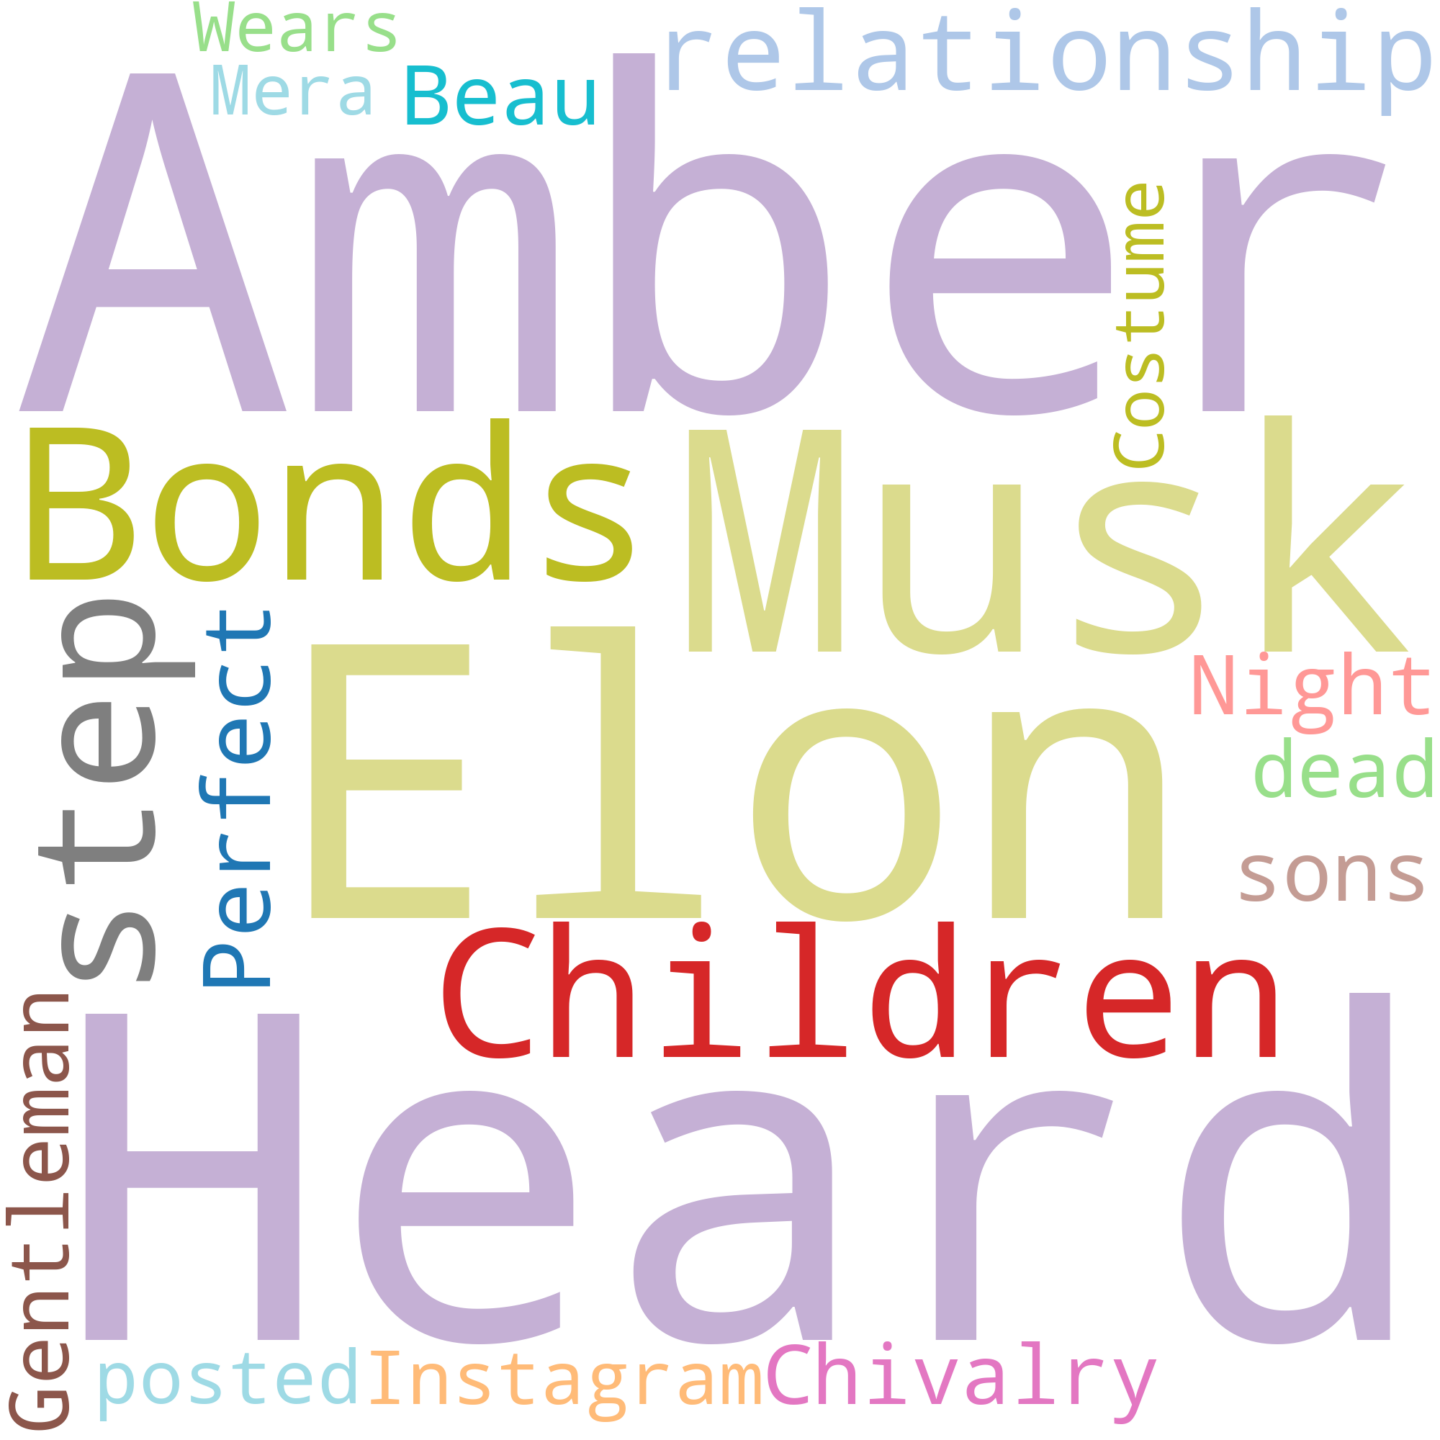 Wears
relationship
Mera
Beau
Amber
Costume
Bonds
Musk
step
Perfect
Elon
Night
dead
sons
Children
Gentleman
Heard
posted
Instagram
Chivalry